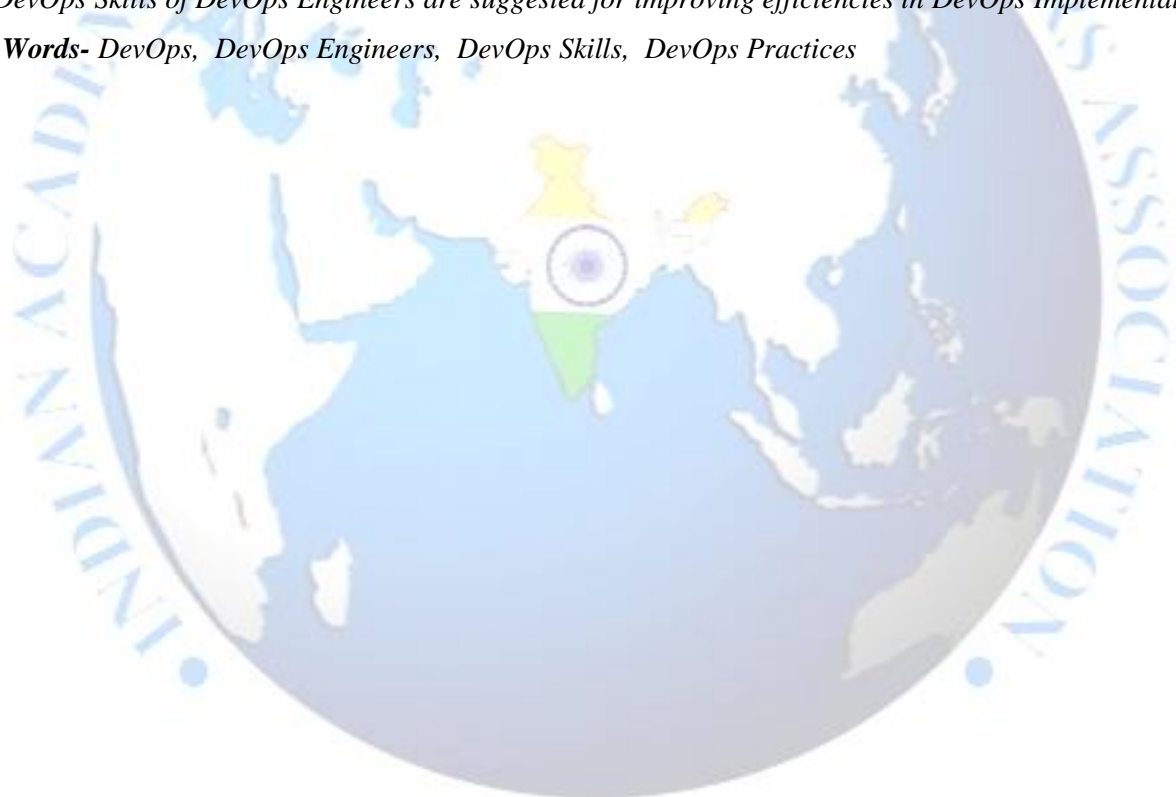 DevOps Skills of DevOps Engineers are suggested for improving efficiencies in DevOps
Words- DevOps, DevOps Engineers, DevOps Skills, DevOps Practices
INDIAN ACADEM
S ASSOCIATION